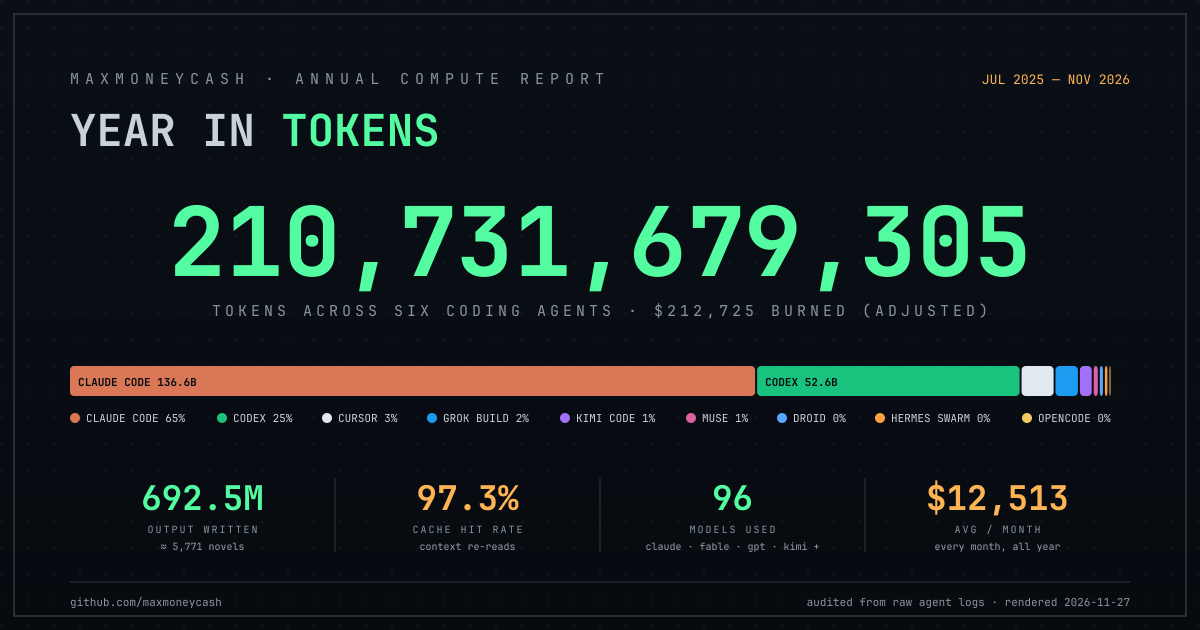 MAXMONEYCASH · ANNUAL COMPUTE REPORT
JUL 2025 — NOV 2026
YEAR IN TOKENS
210,731,679,305
TOKENS ACROSS SIX CODING AGENTS · $212,725 BURNED (ADJUSTED)
CLAUDE CODE 136.6B
CODEX 52.6B
CLAUDE CODE 65%
CODEX 25%
CURSOR 3%
GROK BUILD 2%
KIMI CODE 1%
MUSE 1%
DROID 0%
HERMES SWARM 0%
OPENCODE 0%
692.5M
OUTPUT WRITTEN
≈ 5,771 novels
97.3%
CACHE HIT RATE
context re-reads
96
MODELS USED
claude · fable · gpt · kimi +
$12,513
AVG / MONTH
every month, all year
github.com/maxmoneycash
audited from raw agent logs · rendered 2026-11-27